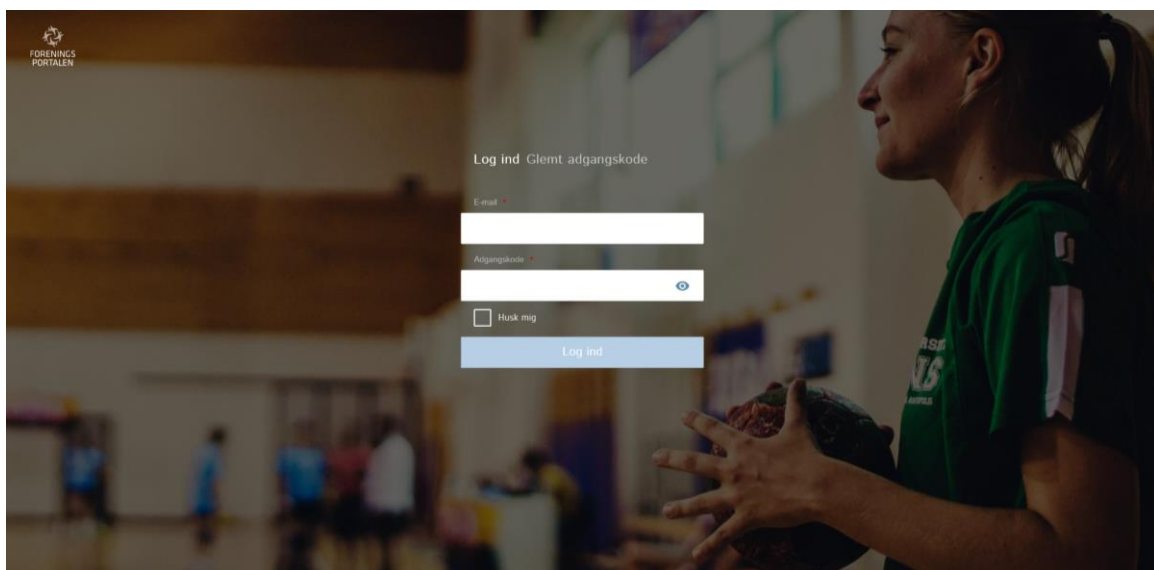 FORENINGS
PORTALEN
Log ind Glemt adgangskode
E-mail *
Adgangskode *
Husk mig
Log ind